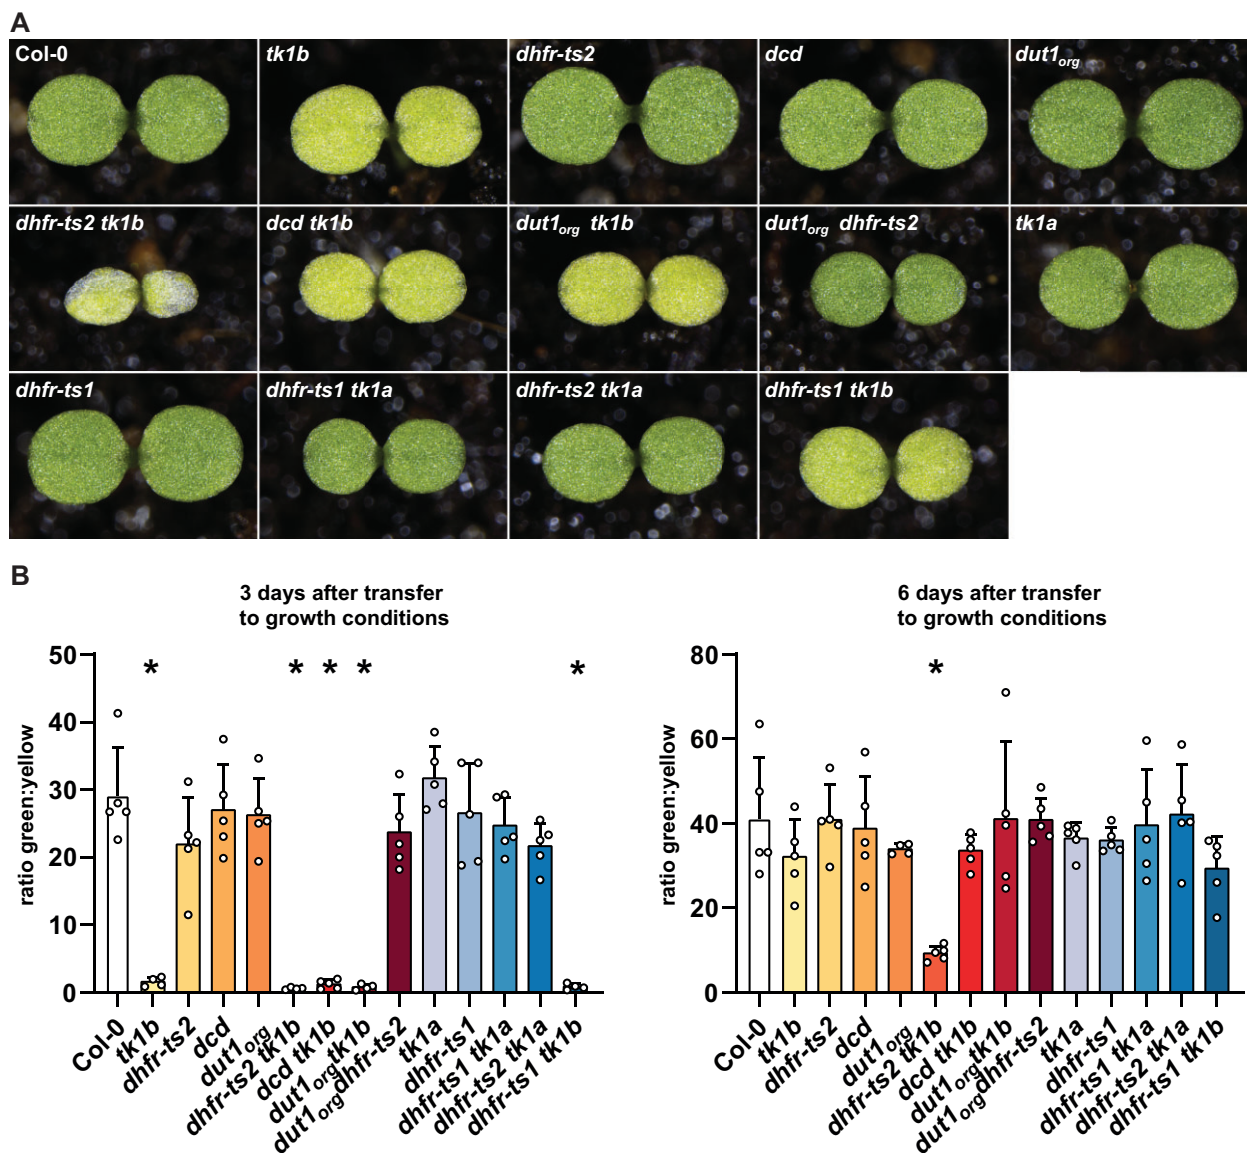 A
Col-0 tk1b dhfr-ts2 dcd dut1org
dhfr-ts2 tk1b dcd tk1b dut1org tk1b dut1org dhfr-ts2 tk1a
dhfr-ts1 dhfr-ts1 tk1a dhfr-ts2 tk1a dhfr-ts1 tk1b
B
3 days after transfer
to growth conditions
ratio green:yellow
50
40
30
20
10
0
* * * * *
Col-0
tk1b
dhfr-ts2
dcd
dut1org
dhfr-ts2 tk1b
dcd tk1b
dut1org tk1b
dut1org dhfr-ts2
tk1a
dhfr-ts1
dhfr-ts1 tk1a
dhfr-ts2 tk1a
dhfr-ts1 tk1b
6 days after transfer
to growth conditions
ratio green:yellow
80
60
40
20
0
*
Col-0
tk1b
dhfr-ts2
dcd
dut1org
dhfr-ts2 tk1b
dcd tk1b
dut1org tk1b
dut1org dhfr-ts2
tk1a
dhfr-ts1
dhfr-ts1 tk1a
dhfr-ts2 tk1a
dhfr-ts1 tk1b